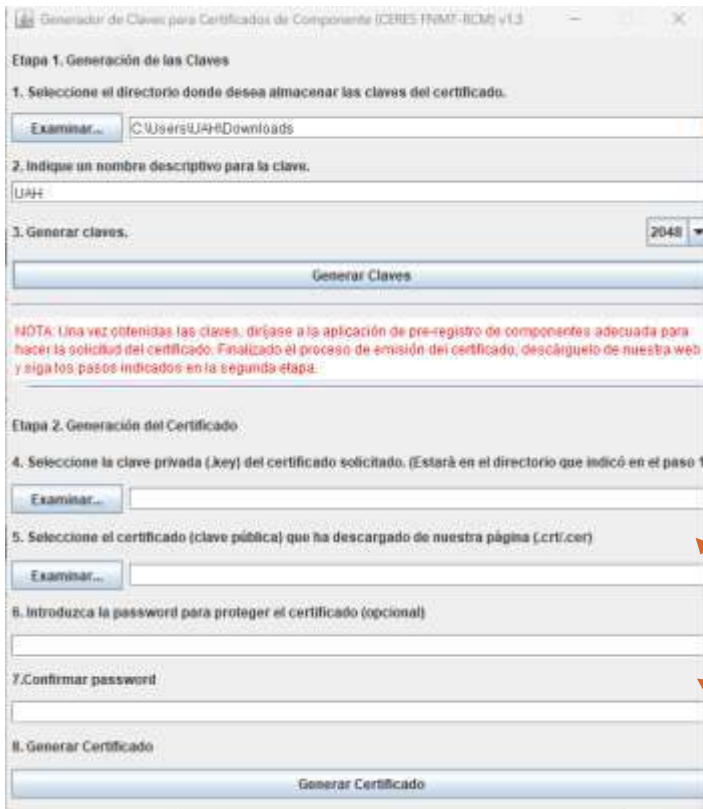 Generador de Claves para Certificados de Componente (CERES FNMT-RCM) v1.3
Etapa 1. Generación de las Claves
1. Seleccione el directorio donde desea almacenar las claves del certificado.
Examinar... C:\Users\UAH\Downloads
2. Indique un nombre descriptivo para la clave.
UAH
3. Generar claves. 2048
Generar Claves
NOTA: Una vez obtenidas las claves, diríjase a la aplicación de pre-registro de componentes adecuada para
hacer la solicitud del certificado. Finalizado el proceso de emisión del certificado, descárguelo de nuestra web
y siga los pasos indicados en la segunda etapa.
Etapa 2. Generación del Certificado
4. Seleccione la clave privada (.key) del certificado solicitado. (Estará en el directorio que indicó en el paso 1
Examinar...
5. Seleccione el certificado (clave pública) que ha descargado de nuestra página (.crt/.cer)
Examinar...
6. Introduzca la password para proteger el certificado (opcional)
7.Confirmar password
8. Generar Certificado
Generar Certificado